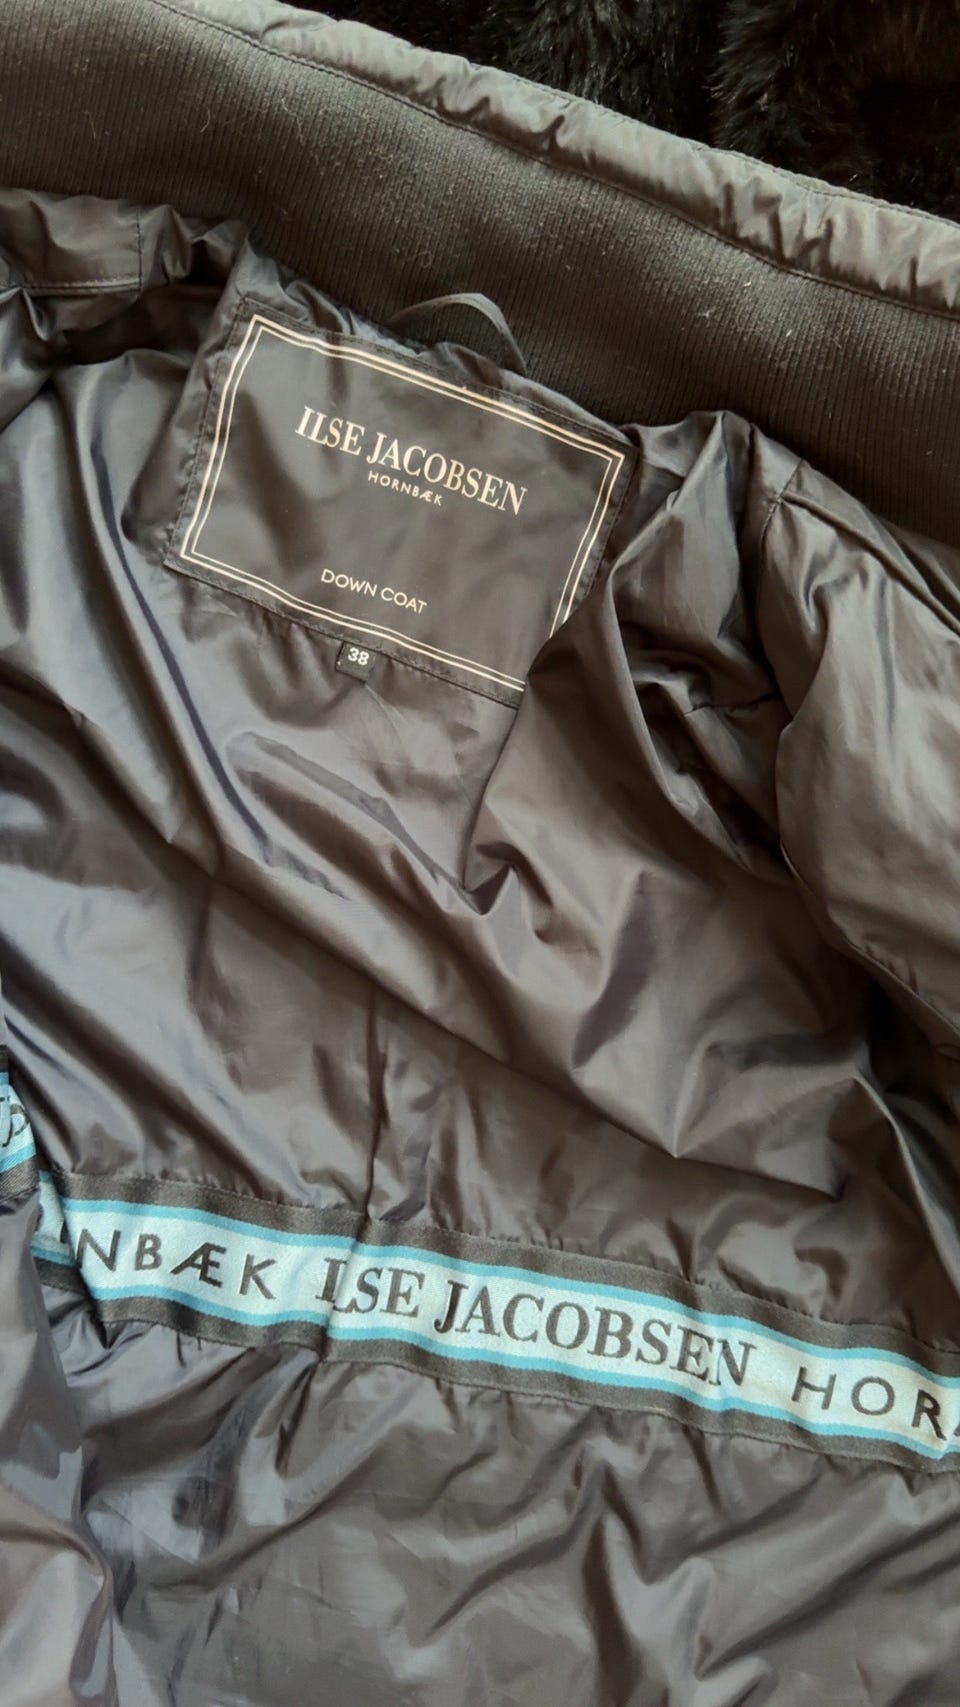 ILSE JACOBSEN
HORNBÆK
DOWN COAT
38
NBÆK ILSE JACOBSEN HOR